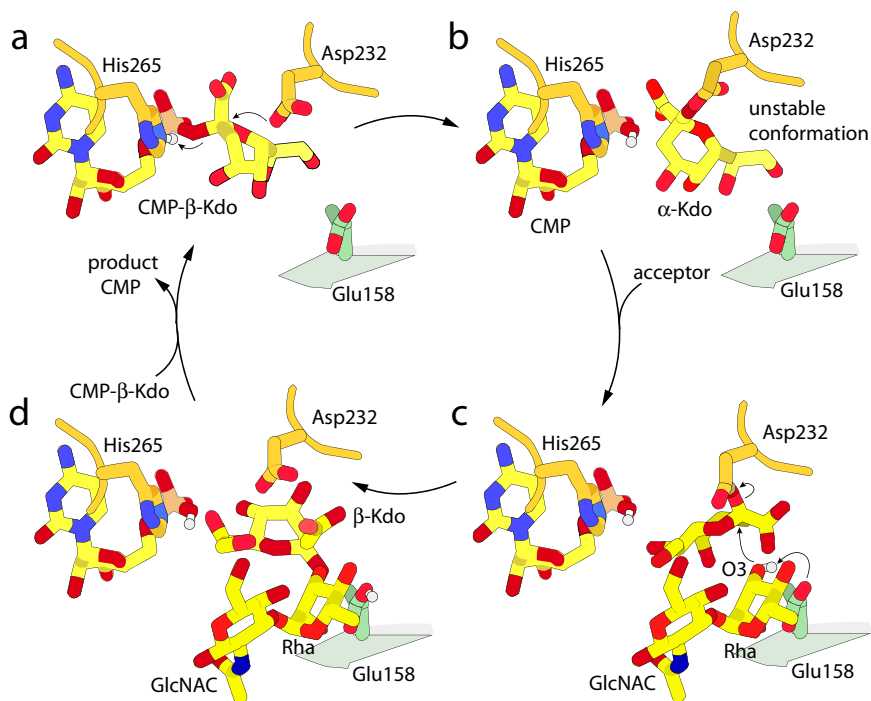 a
His265
Asp232
CMP-β-Kdo
Glu158
b
His265
Asp232
unstable
conformation
CMP
α-Kdo
Glu158
product
CMP
acceptor
CMP-β-Kdo
d
His265
Asp232
β-Kdo
Rha
GlcNAC
Glu158
c
His265
Asp232
O3
Rha
GlcNAC
Glu158